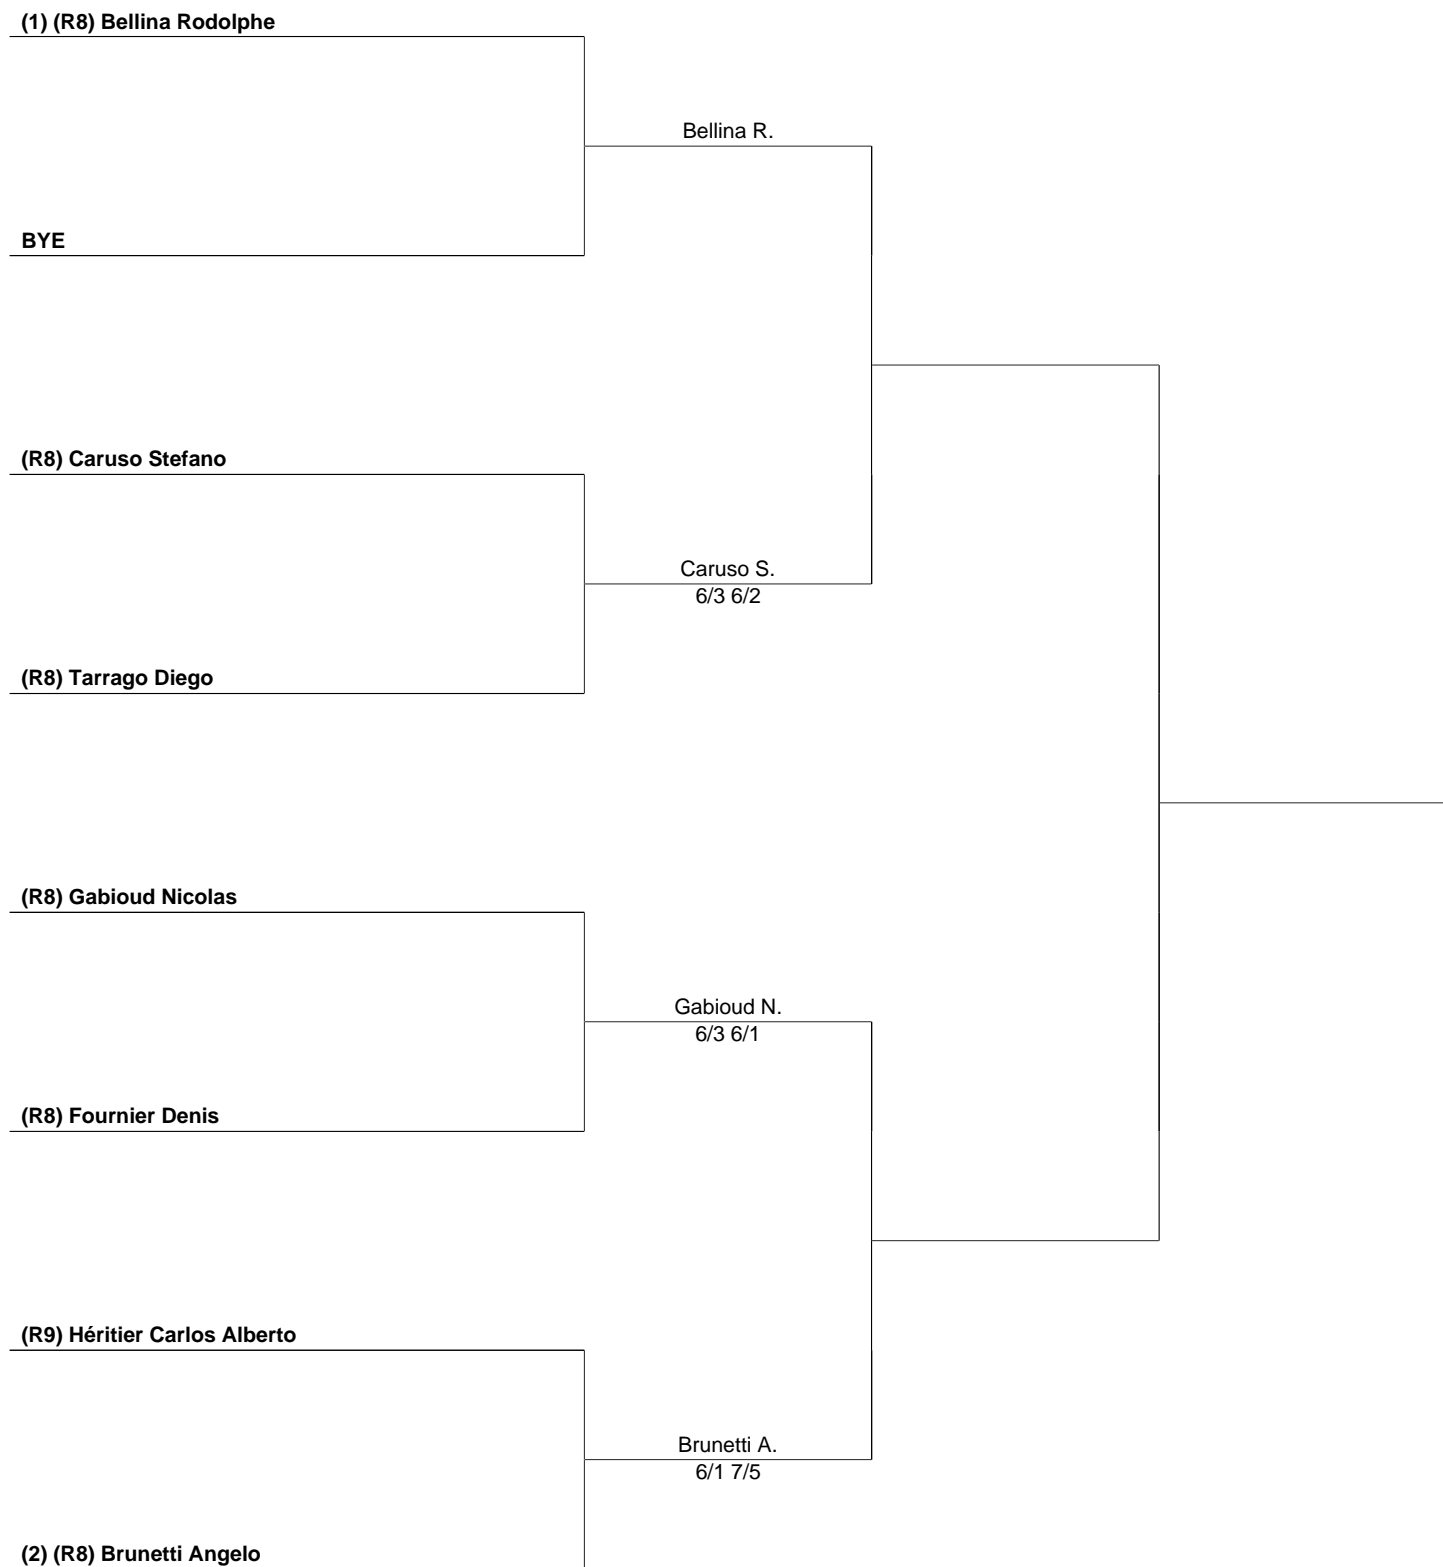 (1) (R8) Bellina Rodolphe
Bellina R.
BYE
(R8) Caruso Stefano
Caruso S.
6/3 6/2
(R8) Tarrago Diego
(R8) Gabioud Nicolas
Gabioud N.
6/3 6/1
(R8) Fournier Denis
(R9) Héritier Carlos Alberto
Brunetti A.
6/1 7/5
(2) (R8) Brunetti Angelo